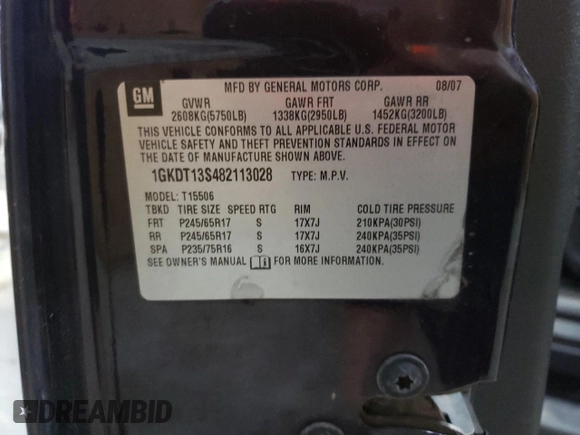 GM
MFD BY GENERAL MOTORS CORP. 08/07
GVWR GAWR FRT GAWR RR
2608KG(5750LB) 1338KG(2950LB) 1452KG(3200LB)
THIS VEHICLE CONFORMS TO ALL APPLICABLE U.S. FEDERAL MOTOR
VEHICLE SAFETY AND THEFT PREVENTION STANDARDS IN EFFECT ON
THE DATE OF MANUFACTURE SHOWN ABOVE.
1GKDT13S482113028 TYPE: M.P.V.
MODEL: T15506
TBKD TIRE SIZE SPEED RTG RIM COLD TIRE PRESSURE
FRT P245/65R17 S 17X7J 210KPA(30PSI)
RR P245/65R17 S 17X7J 240KPA(35PSI)
SPA P235/75R16 S 16X7J 240KPA(35PSI)
SEE OWNER'S MANUAL FOR MORE INFORMATION.
DREAMBID